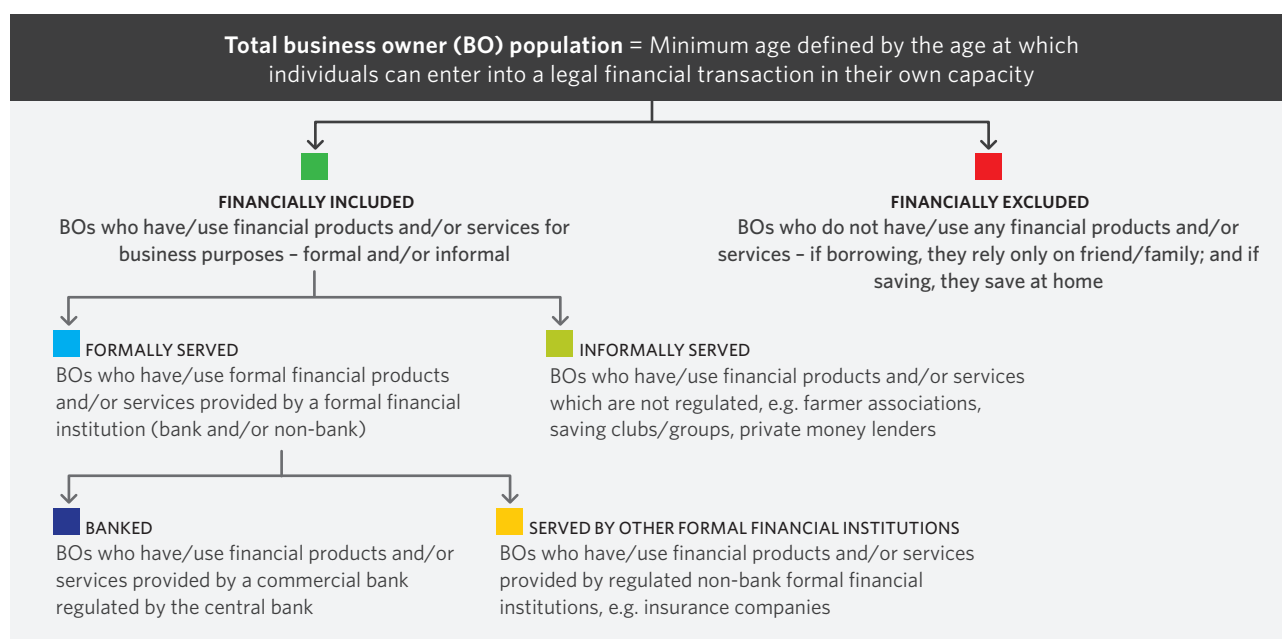 Total business owner (BO) population = Minimum age defined by the age at which
individuals can enter into a legal financial transaction in their own capacity
FINANCIALLY INCLUDED
BOs who have/use financial products and/or services for
business purposes – formal and/or informal
FINANCIALLY EXCLUDED
BOs who do not have/use any financial products and/or
services – if borrowing, they rely only on friend/family; and if
saving, they save at home
FORMALLY SERVED
BOs who have/use formal financial products
and/or services provided by a formal financial
institution (bank and/or non-bank)
INFORMALLY SERVED
BOs who have/use financial products and/or services
which are not regulated, e.g. farmer associations,
saving clubs/groups, private money lenders
BANKED
BOs who have/use financial products and/or
services provided by a commercial bank
regulated by the central bank
SERVED BY OTHER FORMAL FINANCIAL INSTITUTIONS
BOs who have/use financial products and/or services
provided by regulated non-bank formal financial
institutions, e.g. insurance companies